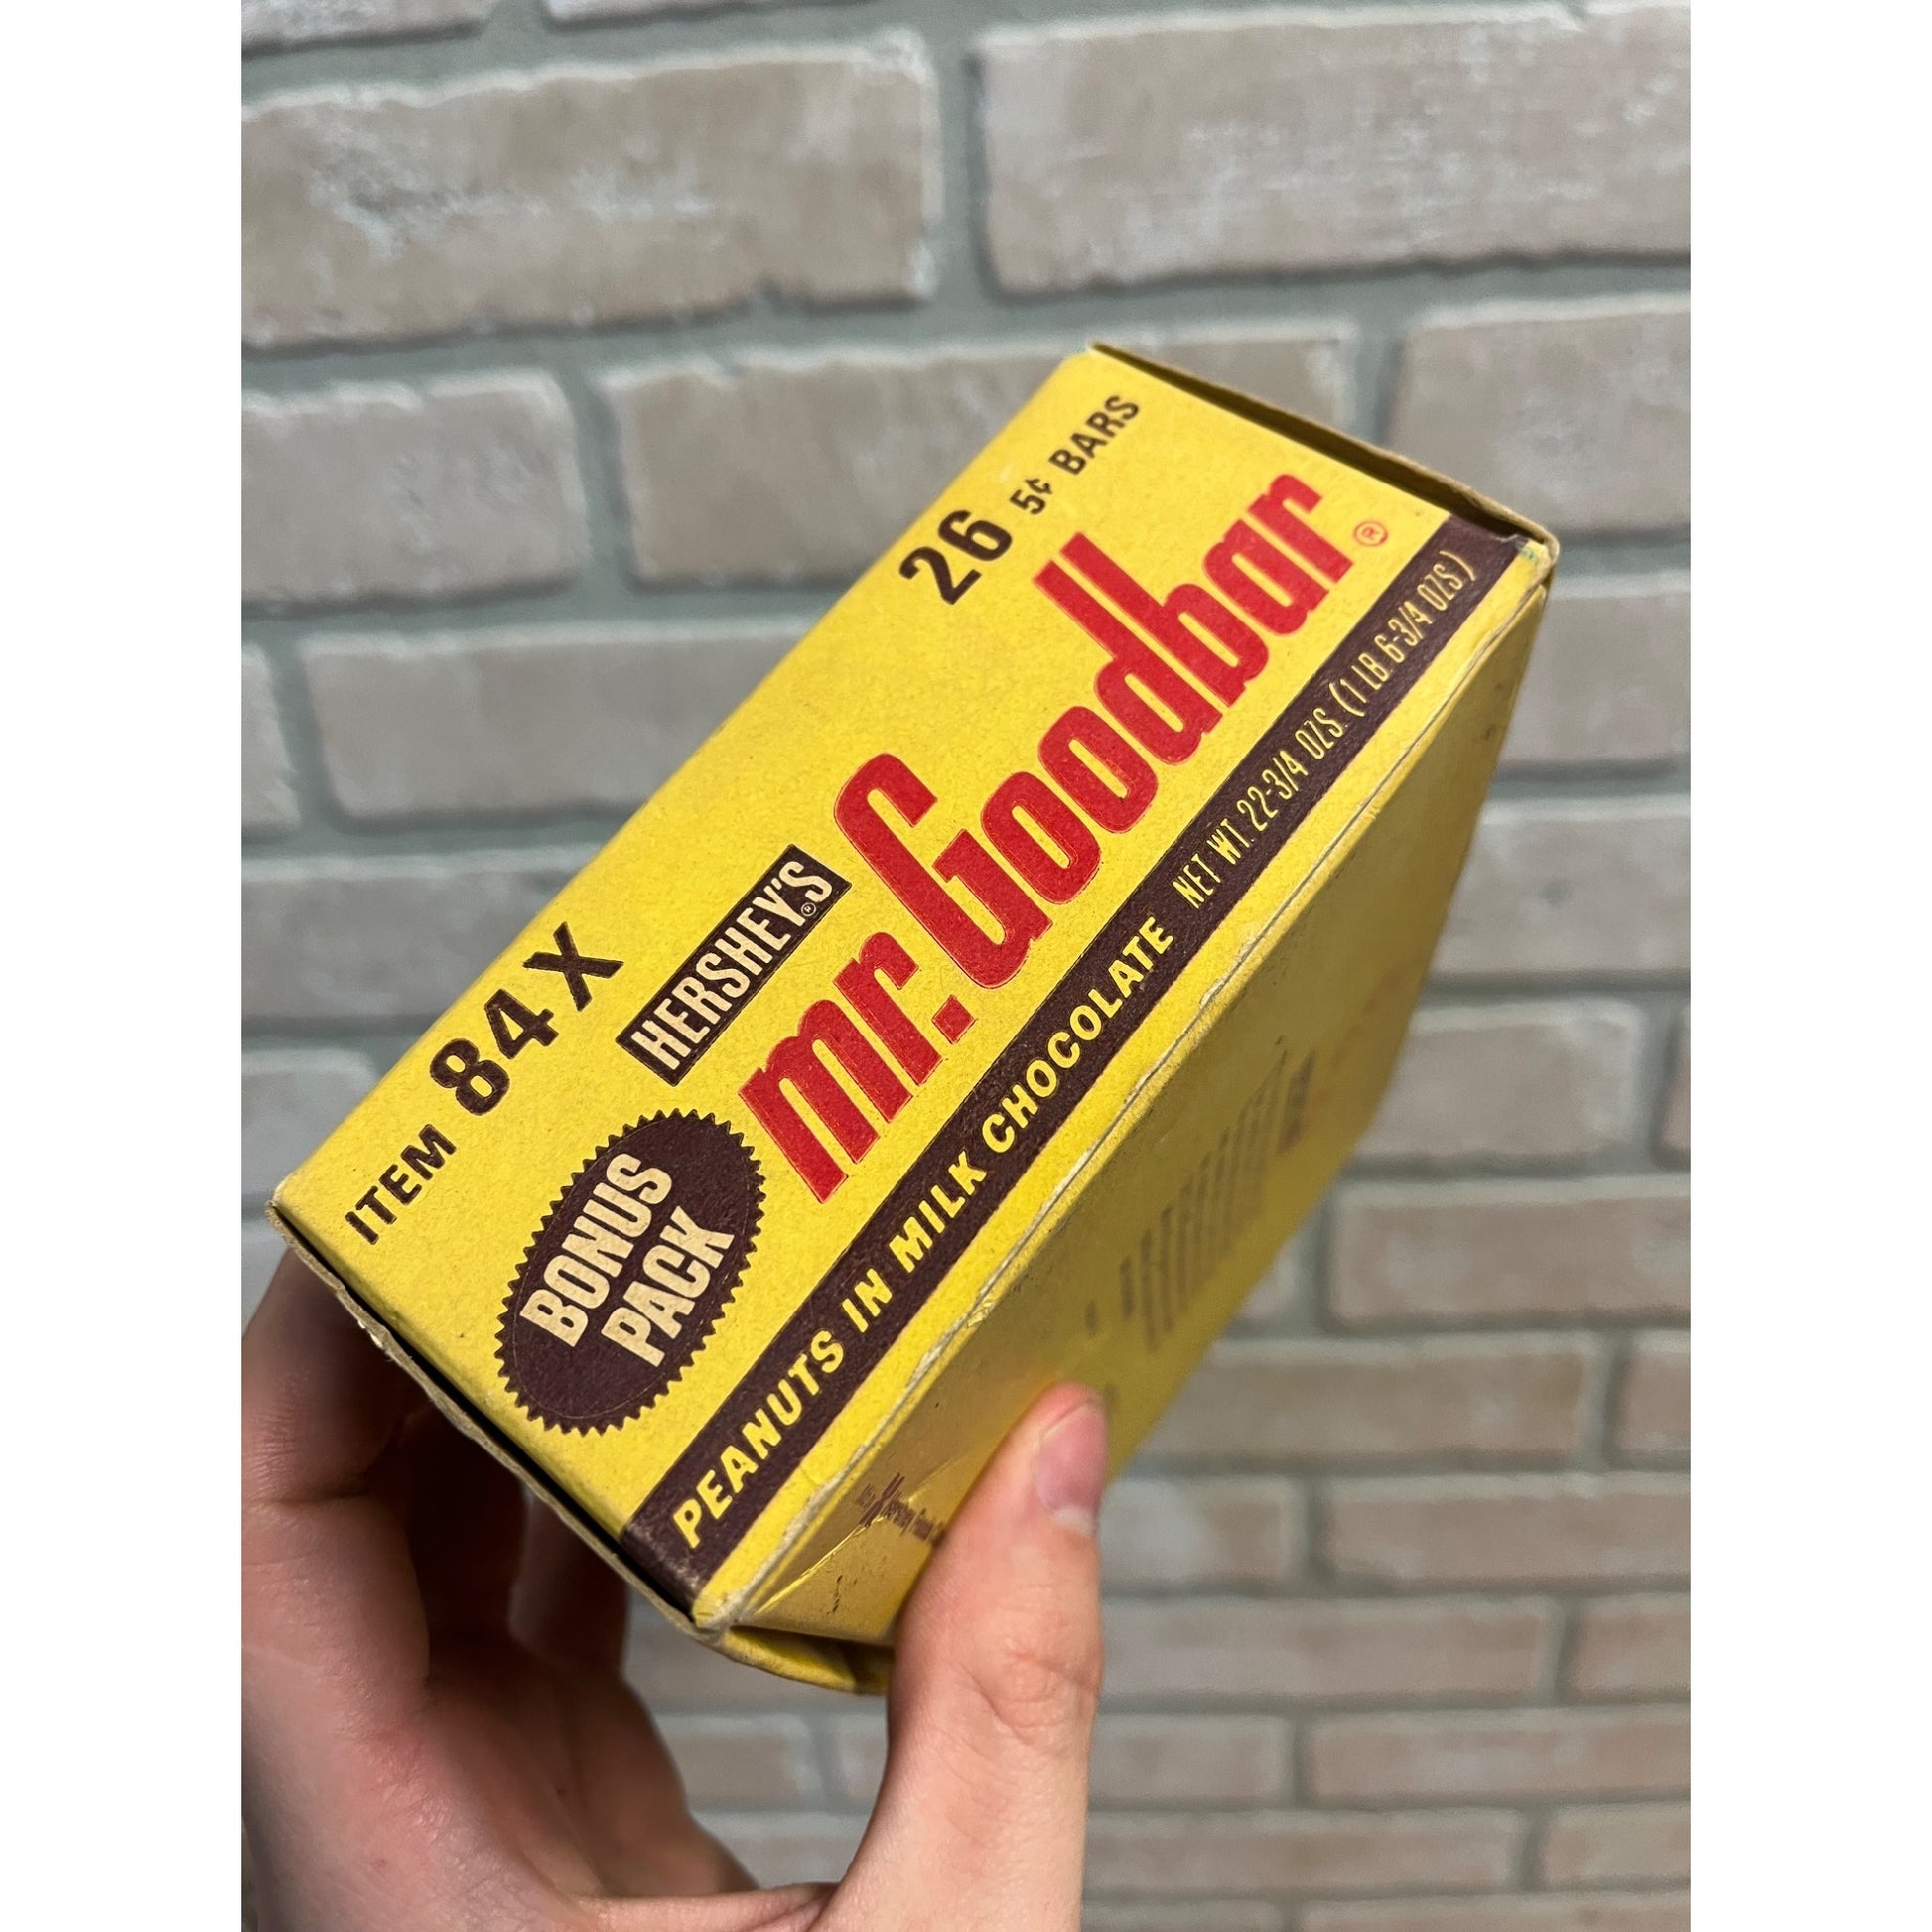 ITEM 84X
26 5¢ BARS
HERSHEY'S®
BONUS
PACK
mr.Goodbar®
PEANUTS IN MILK CHOCOLATE NET WT. 22-3/4 OZS. (1 LB 6-3/4 OZS)